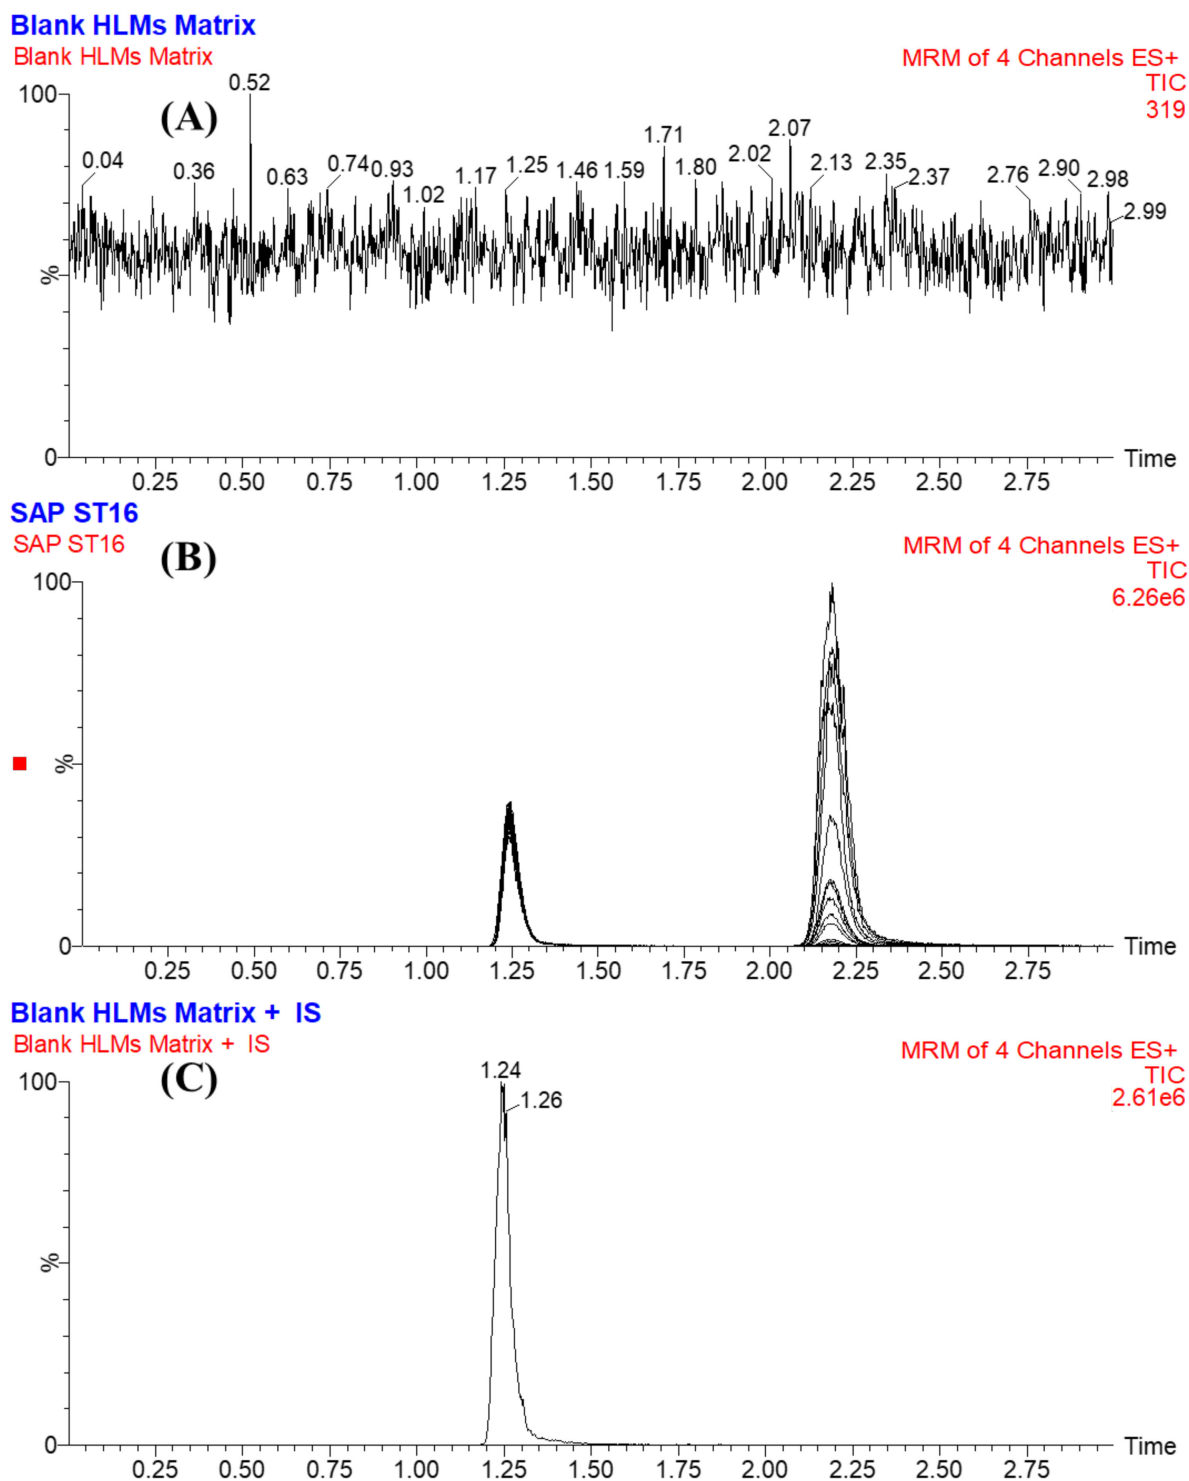 Blank HLMs Matrix
Blank HLMs Matrix
MRM of 4 Channels ES+
TIC
319
(A)
100
%
0
0.04
0.36
0.52
0.63
0.74
0.93
1.02
1.17
1.25
1.46
1.59
1.71
1.80
2.02
2.07
2.13
2.35
2.37
2.76
2.90
2.98
2.99
0.25 0.50 0.75 1.00 1.25 1.50 1.75 2.00 2.25 2.50 2.75
Time
SAP ST16
SAP ST16
MRM of 4 Channels ES+
TIC
6.26e6
(B)
100
%
0
0.25 0.50 0.75 1.00 1.25 1.50 1.75 2.00 2.25 2.50 2.75
Time
Blank HLMs Matrix + IS
Blank HLMs Matrix + IS
MRM of 4 Channels ES+
TIC
2.61e6
(C)
100
%
0
1.24
1.26
0.25 0.50 0.75 1.00 1.25 1.50 1.75 2.00 2.25 2.50 2.75
Time